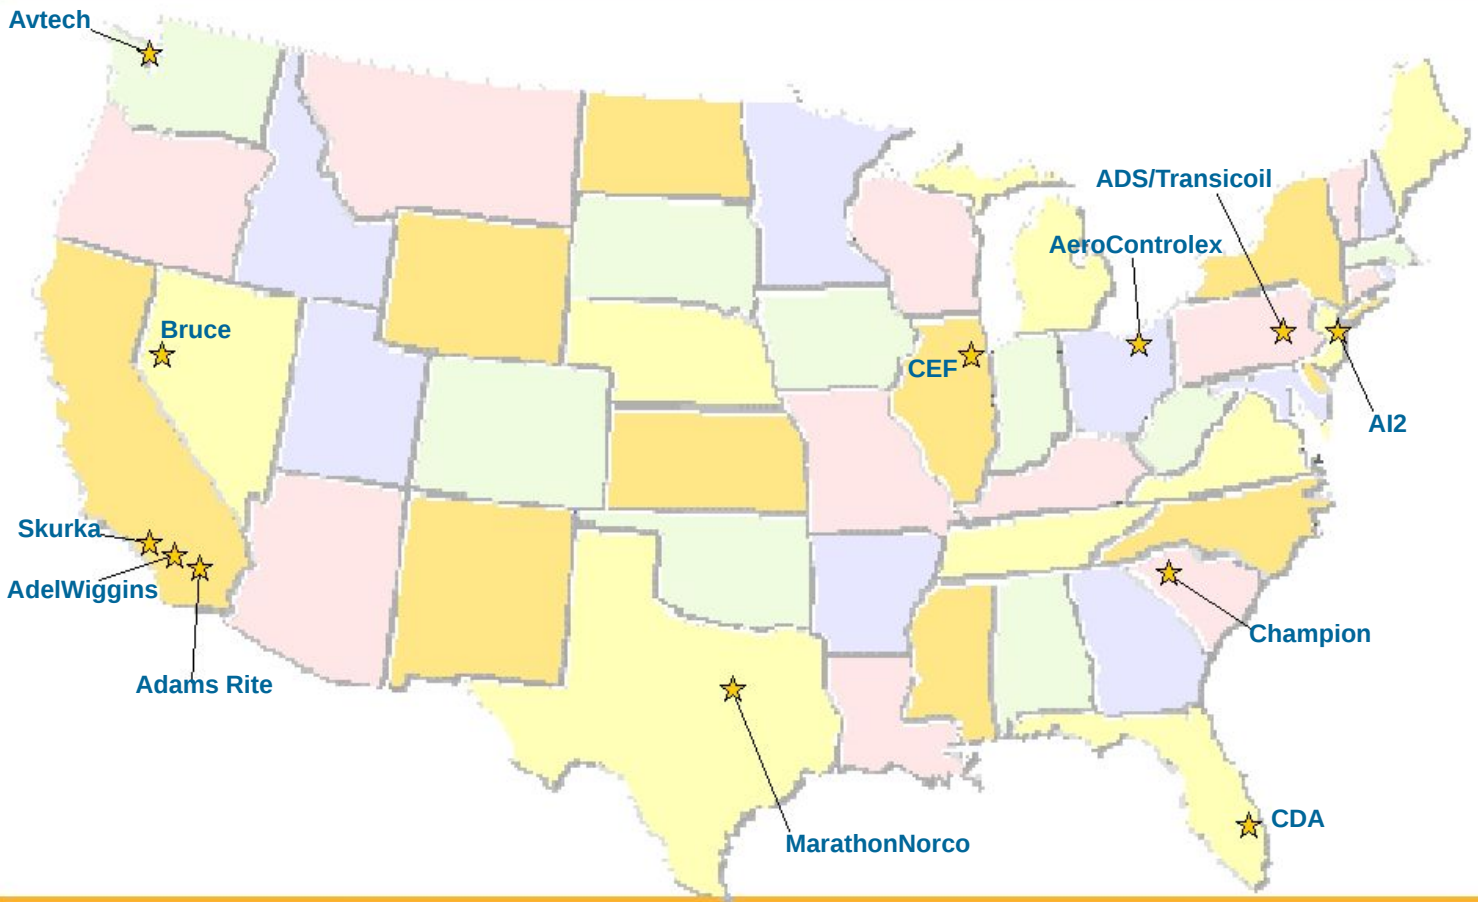 Avtech
ADS/Transicoil
AeroControlex
Bruce
CEF
AI2
Skurka
AdelWiggins
Champion
Adams Rite
CDA
MarathonNorco